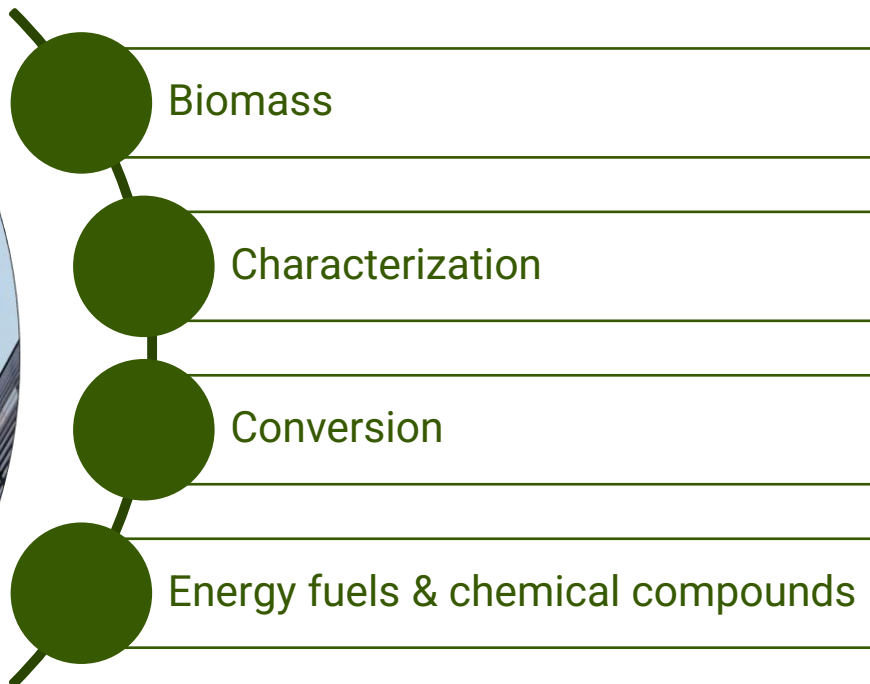 Biomass
Characterization
Conversion
Energy fuels & chemical compounds